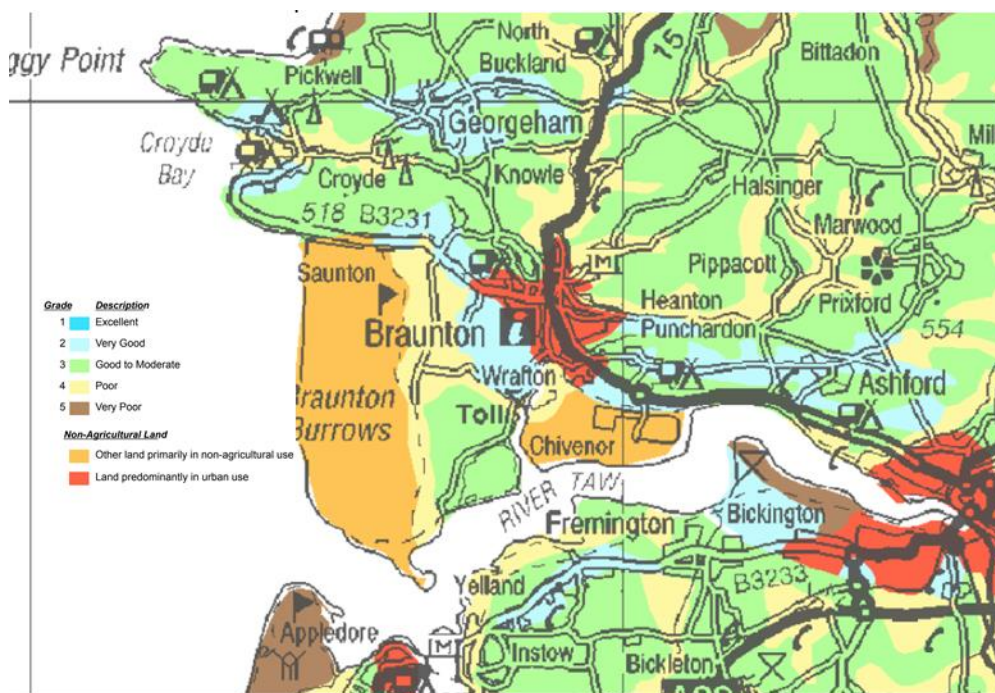 ggy Point
Pickwell
North
Buckland
15
Bittadon
Georgeham
Croyde
Bay
Croyde
Knowle
Mil
Halsinger
518 B3231
Marwood
Saunton
Pippacott
Prixford
Heanton
Punchardon
554
Braunton
i
M
Wrafton
Ashford
Toll
Braunton
Burrows
Chivenor
RIVER TAW
Fremington
Bickington
Yelland
B3233
Appledore
M
Instow
Bickleton
A39
Grade Description
1 Excellent
2 Very Good
3 Good to Moderate
4 Poor
5 Very Poor
Non-Agricultural Land
Other land primarily in non-agricultural use
Land predominantly in urban use